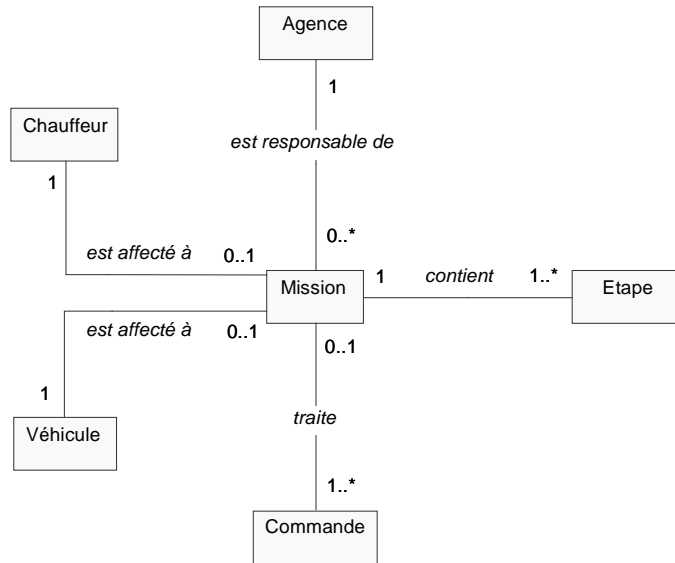 Agence
1
Chauffeur
est responsable de
1
0..*
est affecté à 0..1
Mission
1 contient 1..*
Etape
est affecté à 0..1
0..1
1
traite
Véhicule
1..*
Commande